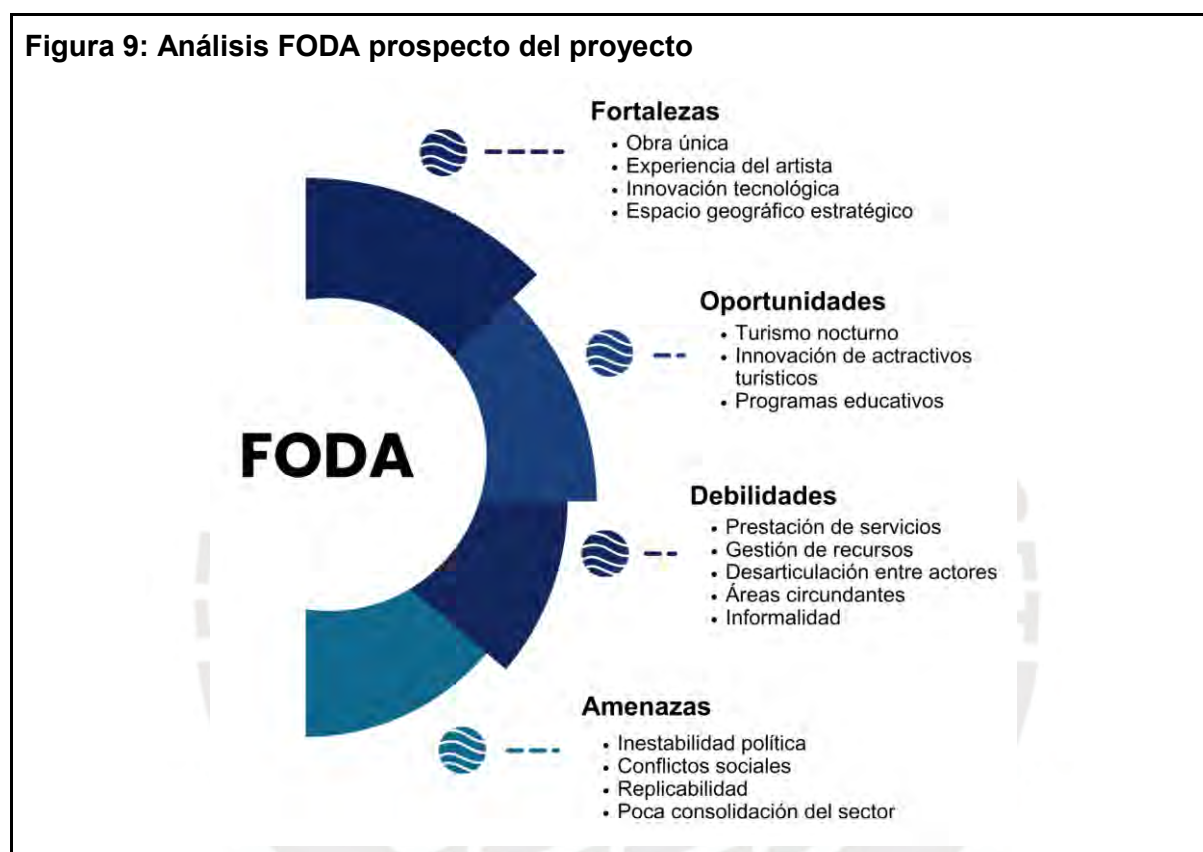 Figura 9: Análisis FODA prospecto del proyecto
Fortalezas
• Obra única
• Experiencia del artista
• Innovación tecnológica
• Espacio geográfico estratégico
Oportunidades
• Turismo nocturno
• Innovación de actractivos
turísticos
• Programas educativos
FODA
Debilidades
• Prestación de servicios
• Gestión de recursos
• Desarticulación entre actores
• Áreas circundantes
• Informalidad
Amenazas
• Inestabilidad política
• Conflictos sociales
• Replicabilidad
• Poca consolidación del sector